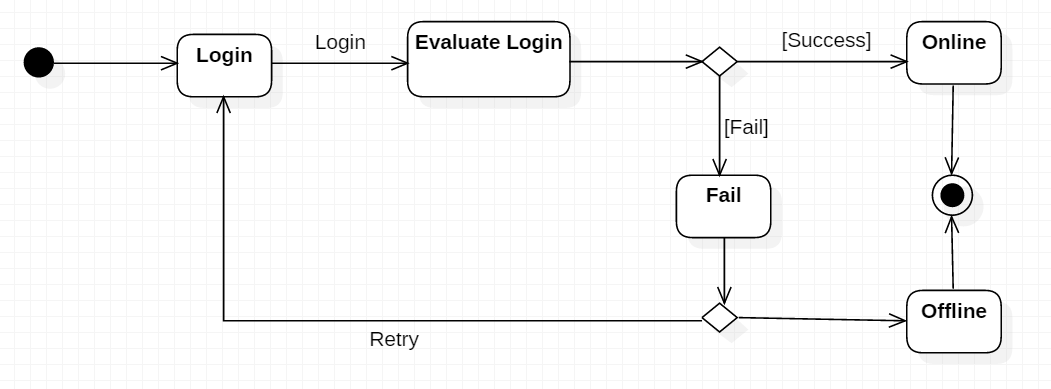 Login
Login
Evaluate Login
[Success]
Online
[Fail]
Fail
Retry
Offline